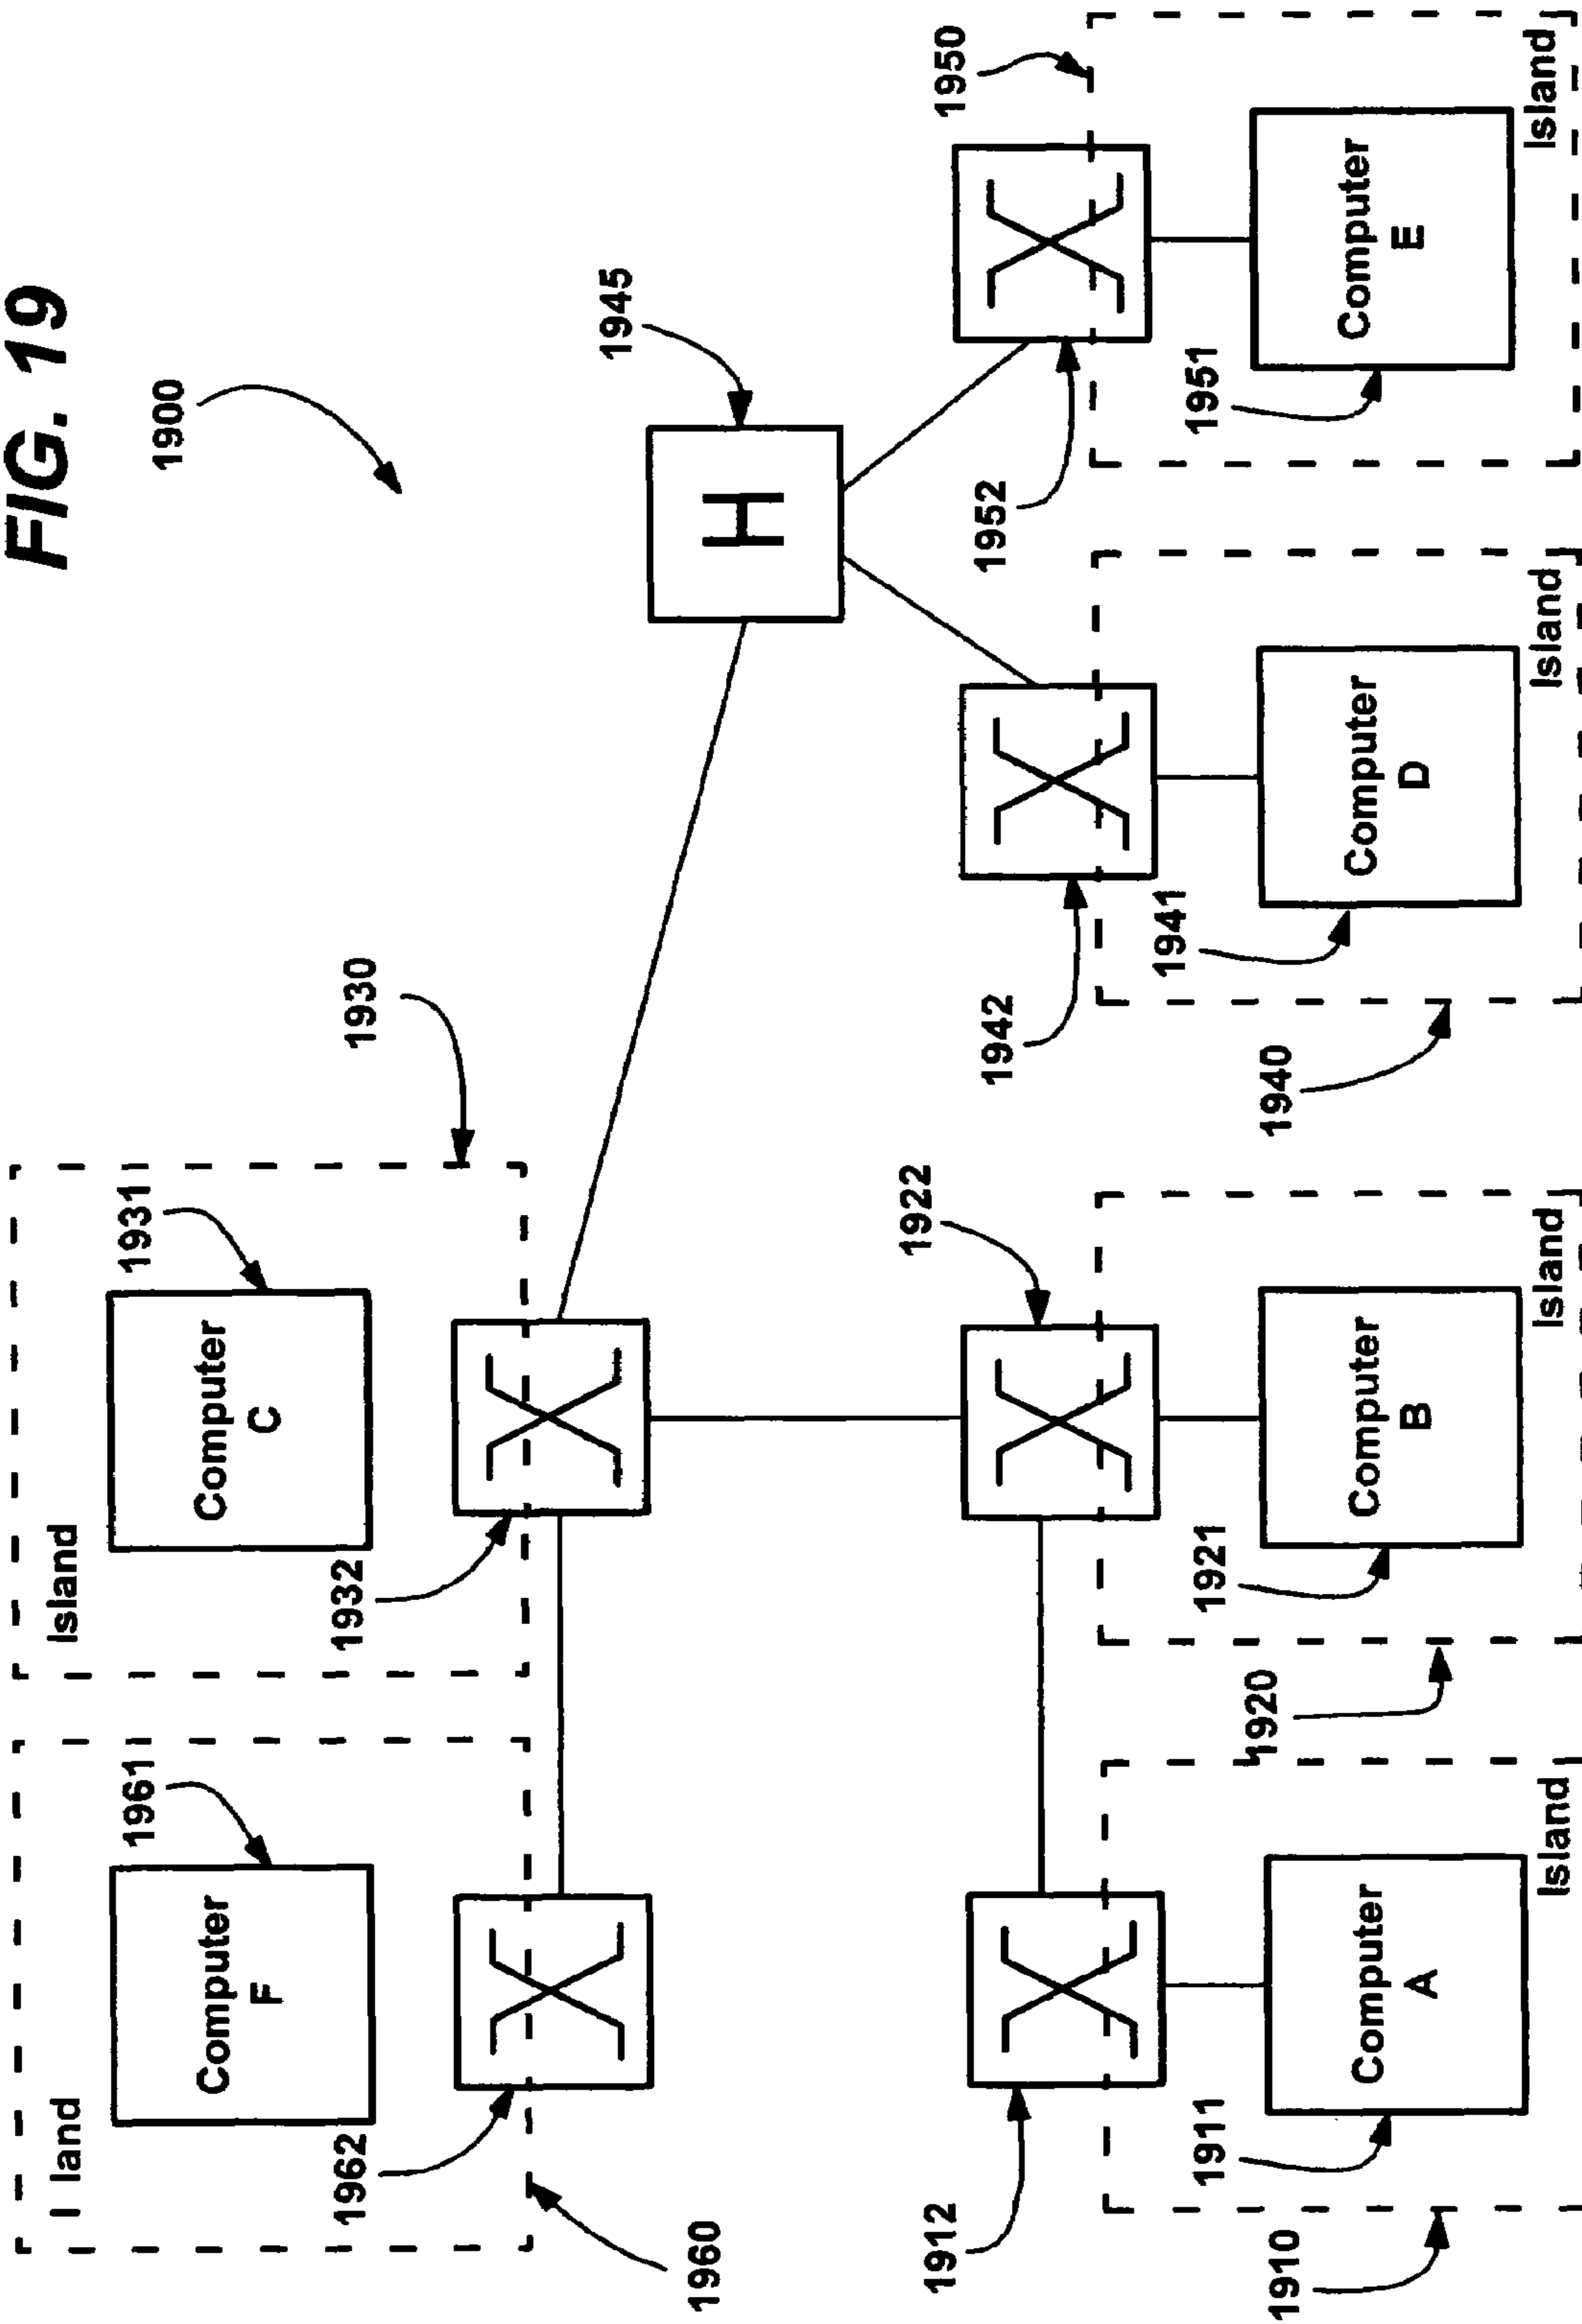 FIG. 19
I land
Island
1961
1931
1900
Computer
F
Computer
C
1962
1932
1930
1945
1960
H
1912
1922
1942
1952
1950
1911
1921
1941
1951
1910
1920
1940
Computer
A
Computer
B
Computer
D
Computer
E
Island
Island
Island
Island